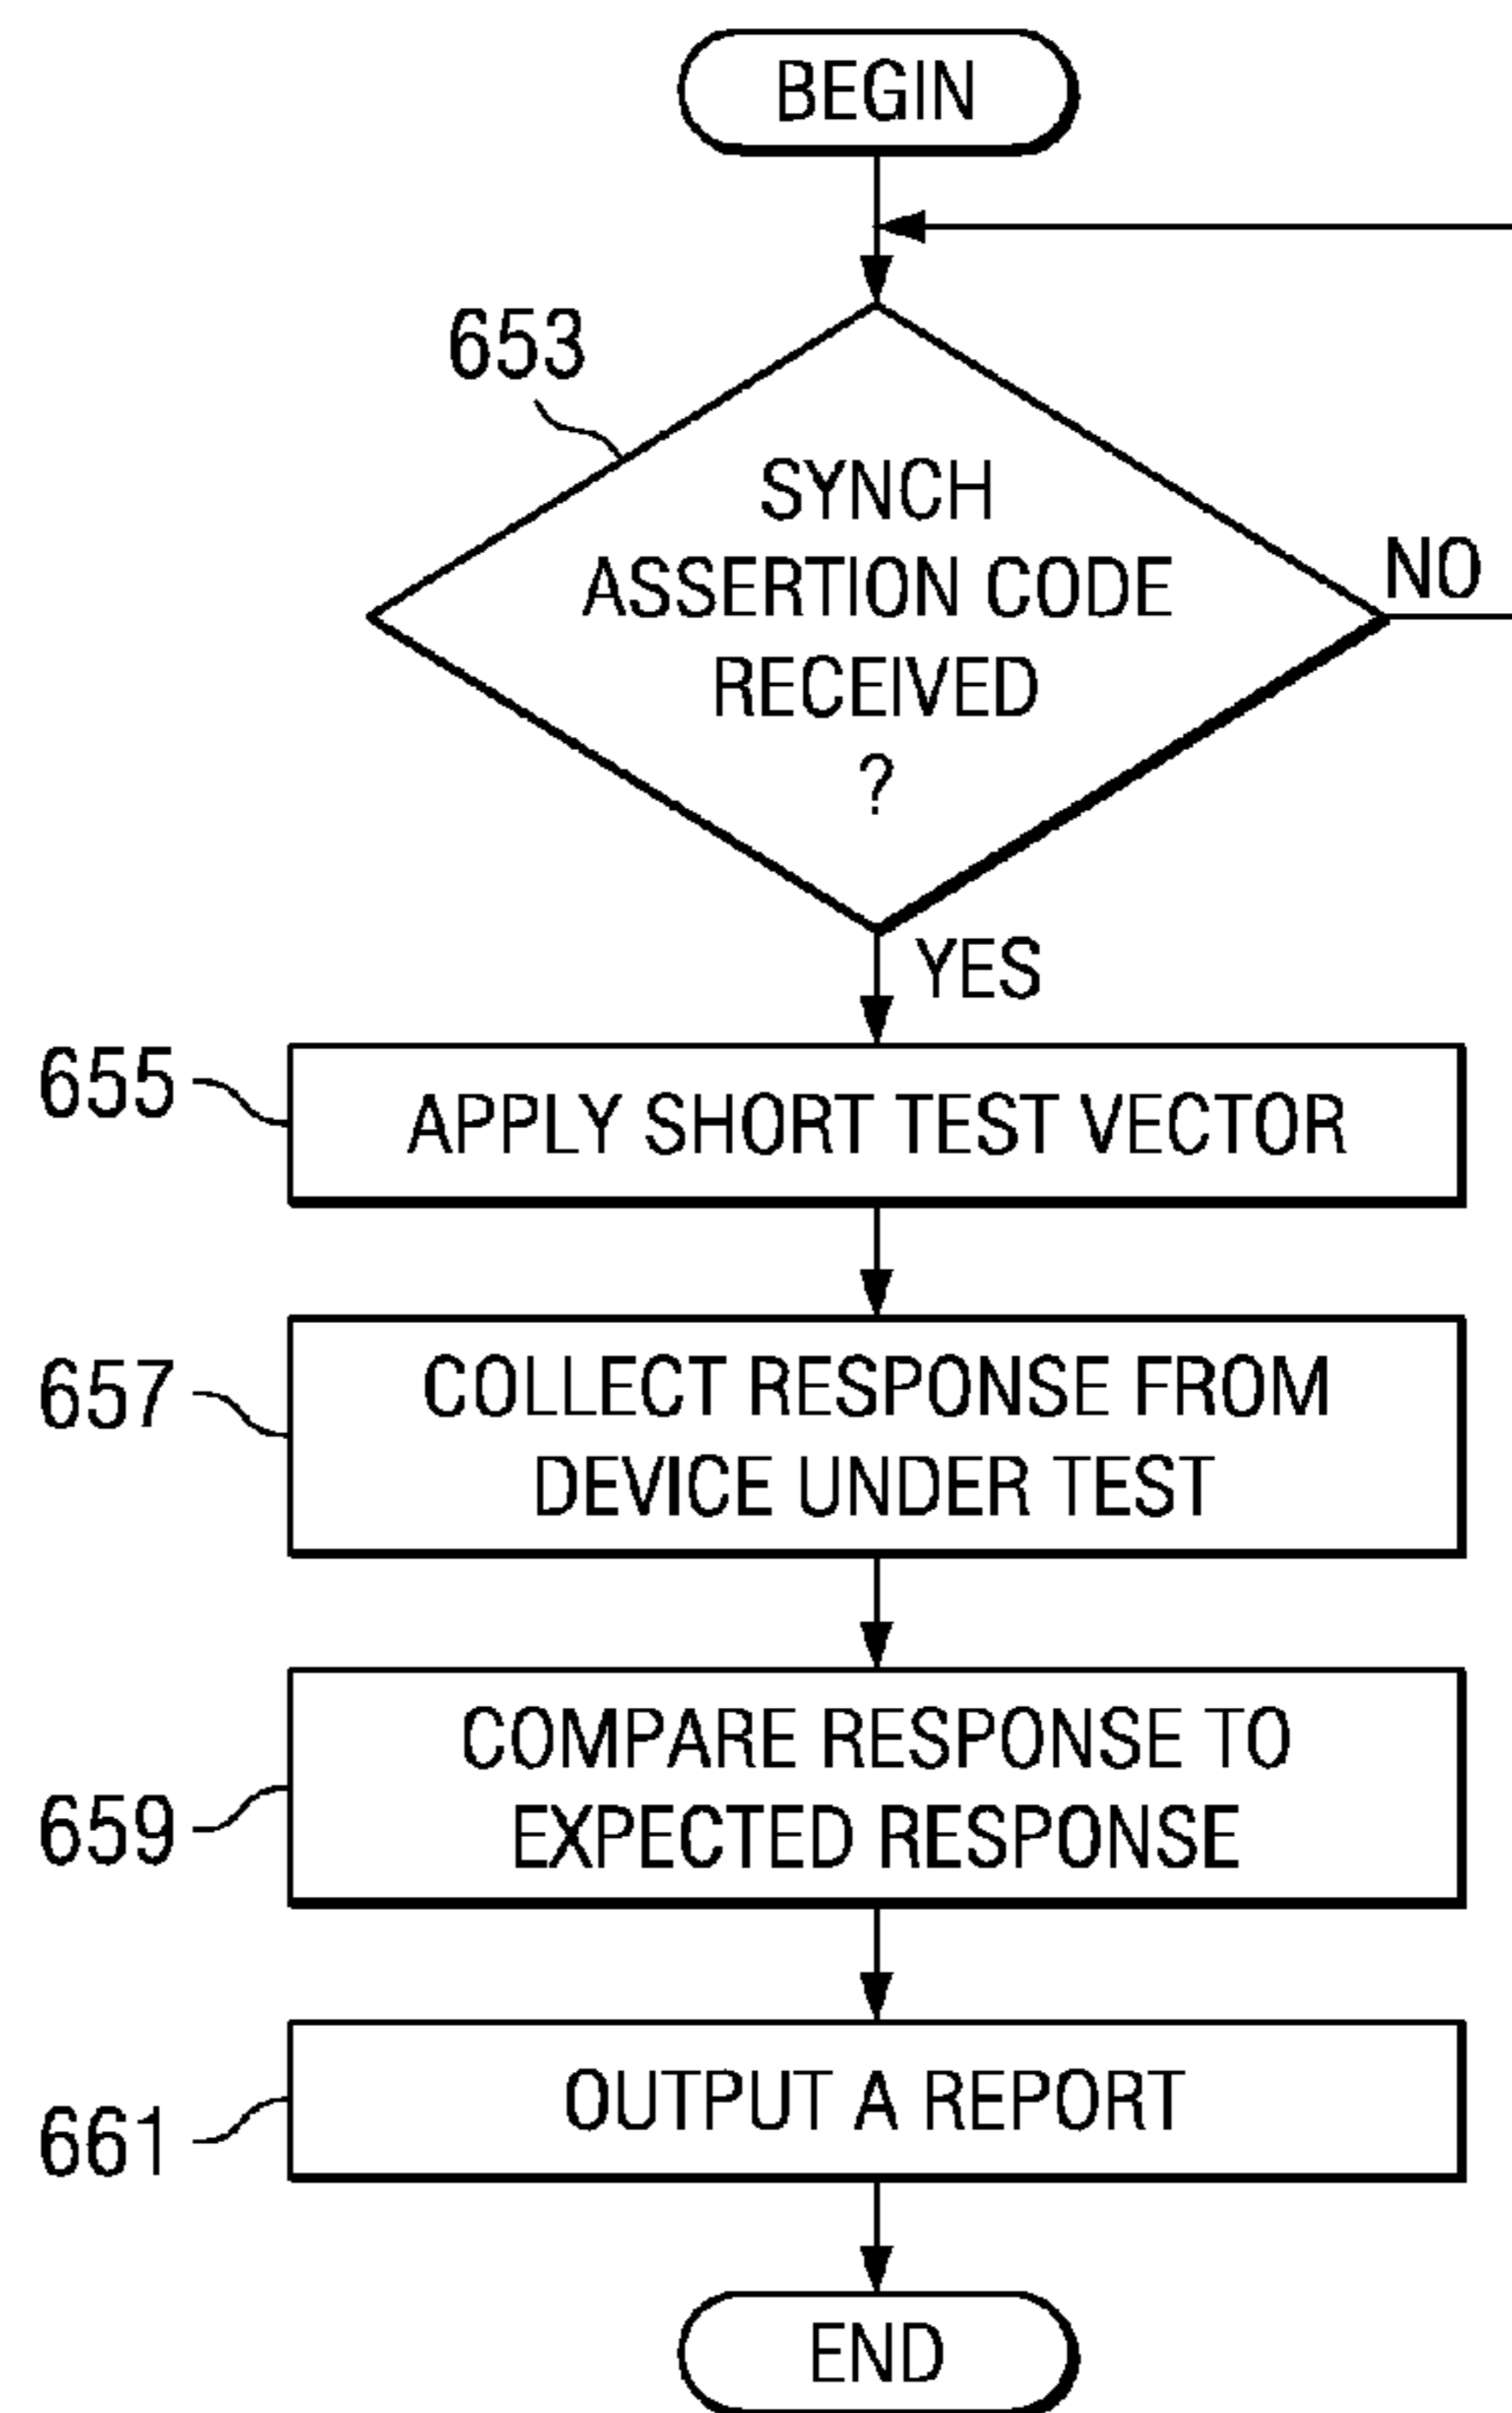 BEGIN
653
SYNCH
ASSERTION CODE
RECEIVED
?
NO
YES
655
APPLY SHORT TEST VECTOR
657
COLLECT RESPONSE FROM
DEVICE UNDER TEST
659
COMPARE RESPONSE TO
EXPECTED RESPONSE
661
OUTPUT A REPORT
END